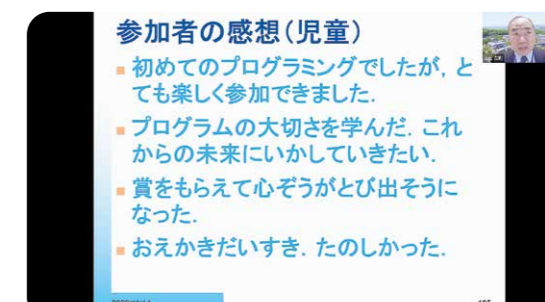 参加者の感想（児童）
初めてのプログラミングでしたが，と
ても楽しく参加できました．
プログラムの大切さを学んだ．これ
からの未来にいかしていきたい．
賞をもらえて心ぞうがとび出そうに
なった．
おえかきだいすき．たのしかった．